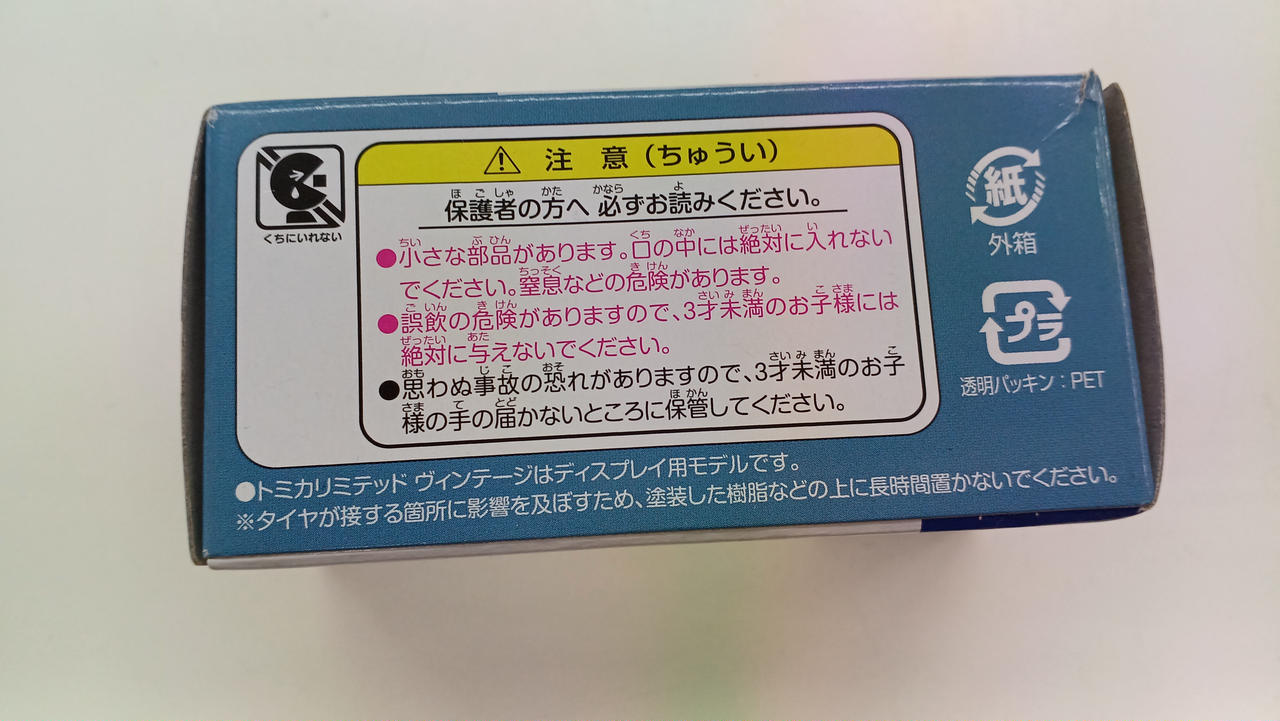 くちにいれない
⚠ 注 意（ちゅうい）
保護者の方へ 必ずお読みください。
●小さな部品があります。口の中には絶対に入れない
でください。窒息などの危険があります。
●誤飲の危険がありますので、3才未満のお子様には
絶対に与えないでください。
●思わぬ事故の恐れがありますので、3才未満のお子
様の手の届かないところに保管してください。
紙
外箱
プラ
透明パッキン：PET
●トミカリミテッド ヴィンテージはディスプレイ用モデルです。
※タイヤが接する箇所に影響を及ぼすため、塗装した樹脂などの上に長時間置かないでください。